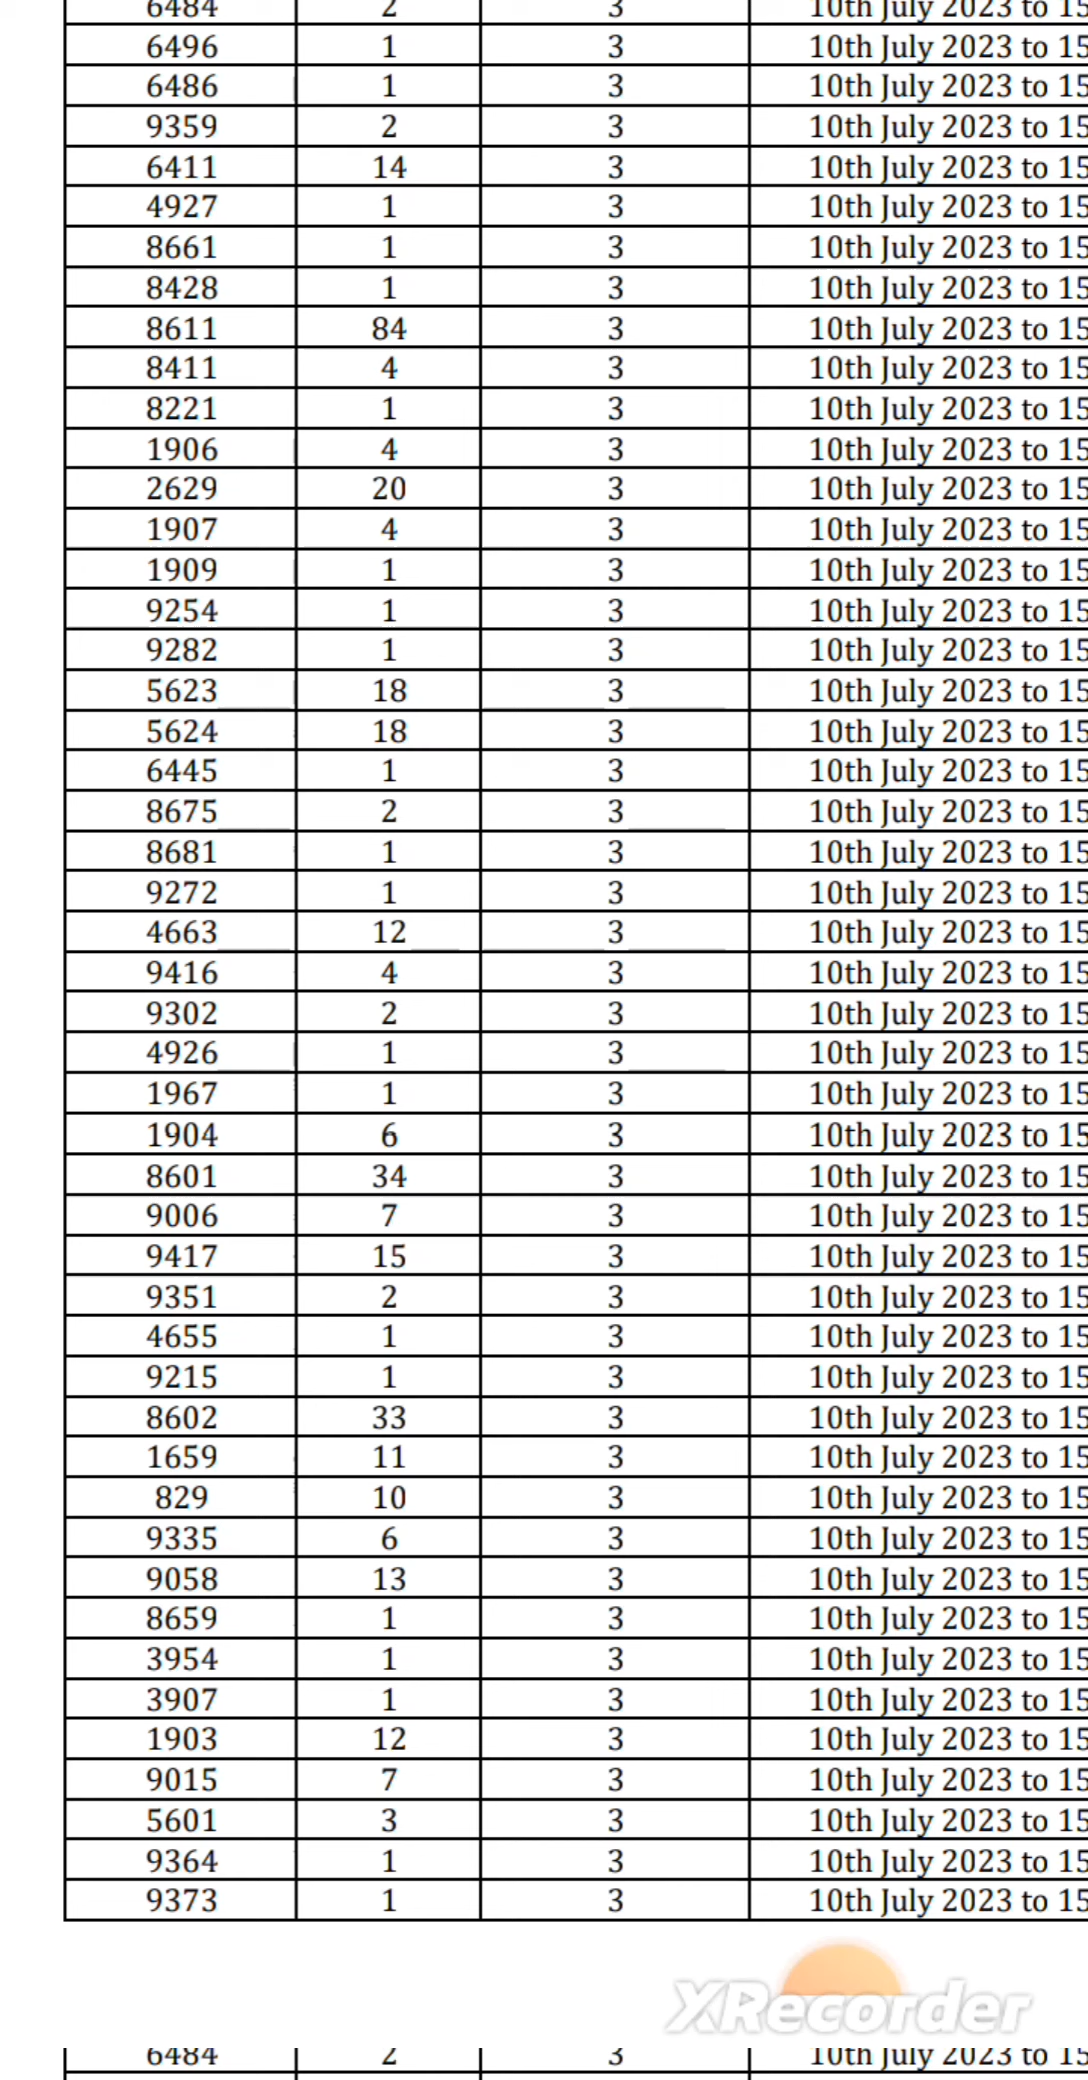 6484 2 3 10th July 2023 to 15
6496 1 3 10th July 2023 to 15
6486 1 3 10th July 2023 to 15
9359 2 3 10th July 2023 to 15
6411 14 3 10th July 2023 to 15
4927 1 3 10th July 2023 to 15
8661 1 3 10th July 2023 to 15
8428 1 3 10th July 2023 to 15
8611 84 3 10th July 2023 to 15
8411 4 3 10th July 2023 to 15
8221 1 3 10th July 2023 to 15
1906 4 3 10th July 2023 to 15
2629 20 3 10th July 2023 to 15
1907 4 3 10th July 2023 to 15
1909 1 3 10th July 2023 to 15
9254 1 3 10th July 2023 to 15
9282 1 3 10th July 2023 to 15
5623 18 3 10th July 2023 to 15
5624 18 3 10th July 2023 to 15
6445 1 3 10th July 2023 to 15
8675 2 3 10th July 2023 to 15
8681 1 3 10th July 2023 to 15
9272 1 3 10th July 2023 to 15
4663 12 3 10th July 2023 to 15
9416 4 3 10th July 2023 to 15
9302 2 3 10th July 2023 to 15
4926 1 3 10th July 2023 to 15
1967 1 3 10th July 2023 to 15
1904 6 3 10th July 2023 to 15
8601 34 3 10th July 2023 to 15
9006 7 3 10th July 2023 to 15
9417 15 3 10th July 2023 to 15
9351 2 3 10th July 2023 to 15
4655 1 3 10th July 2023 to 15
9215 1 3 10th July 2023 to 15
8602 33 3 10th July 2023 to 15
1659 11 3 10th July 2023 to 15
829 10 3 10th July 2023 to 15
9335 6 3 10th July 2023 to 15
9058 13 3 10th July 2023 to 15
8659 1 3 10th July 2023 to 15
3954 1 3 10th July 2023 to 15
3907 1 3 10th July 2023 to 15
1903 12 3 10th July 2023 to 15
9015 7 3 10th July 2023 to 15
5601 3 3 10th July 2023 to 15
9364 1 3 10th July 2023 to 15
9373 1 3 10th July 2023 to 15
XRecorder
6484 2 3 10th July 2023 to 15